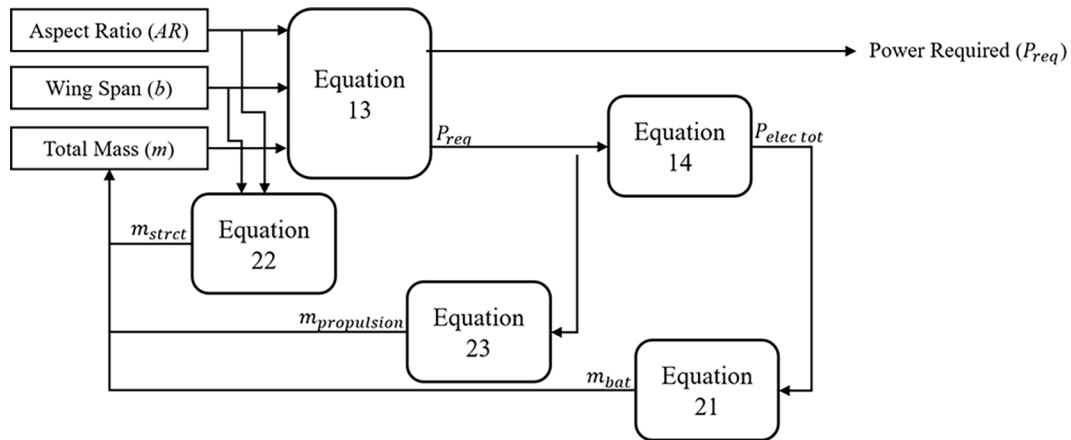 Aspect Ratio (AR)
Wing Span (b)
Total Mass (m)
Equation
13
Power Required (P_req)
P_req
Equation
14
P_elec tot
m_strct
Equation
22
m_propulsion
Equation
23
m_bat
Equation
21